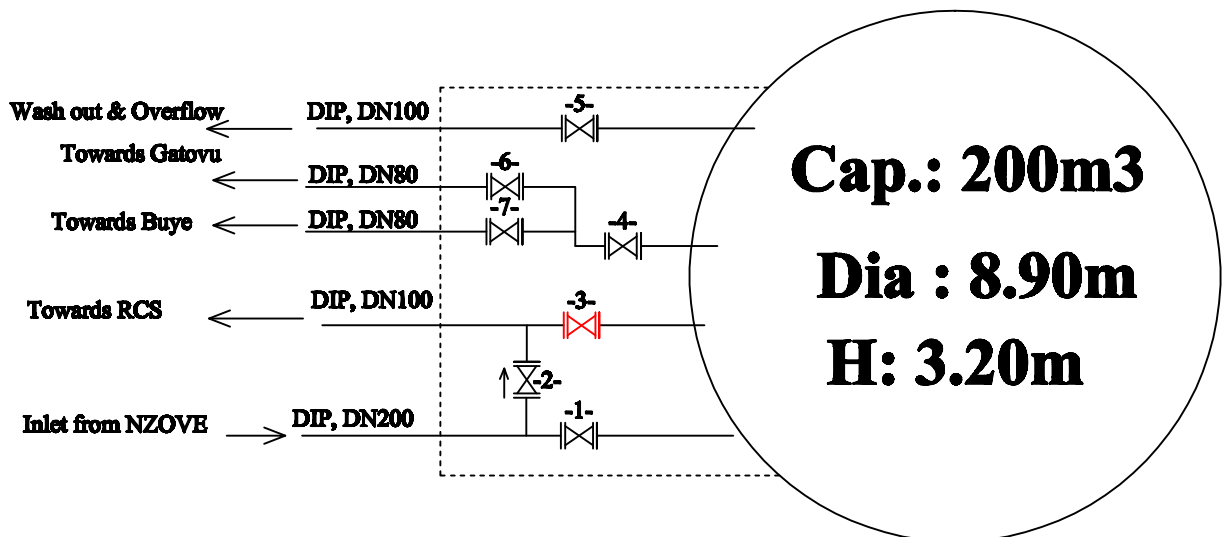 Wash out & Overflow
DIP, DN100
-5-
Towards Gatovu
DIP, DN80
-6-
Towards Buye
DIP, DN80
-7-
-4-
Towards RCS
DIP, DN100
-3-
-2-
Inlet from NZOVE
DIP, DN200
-1-
Cap.: 200m3
Dia : 8.90m
H: 3.20m